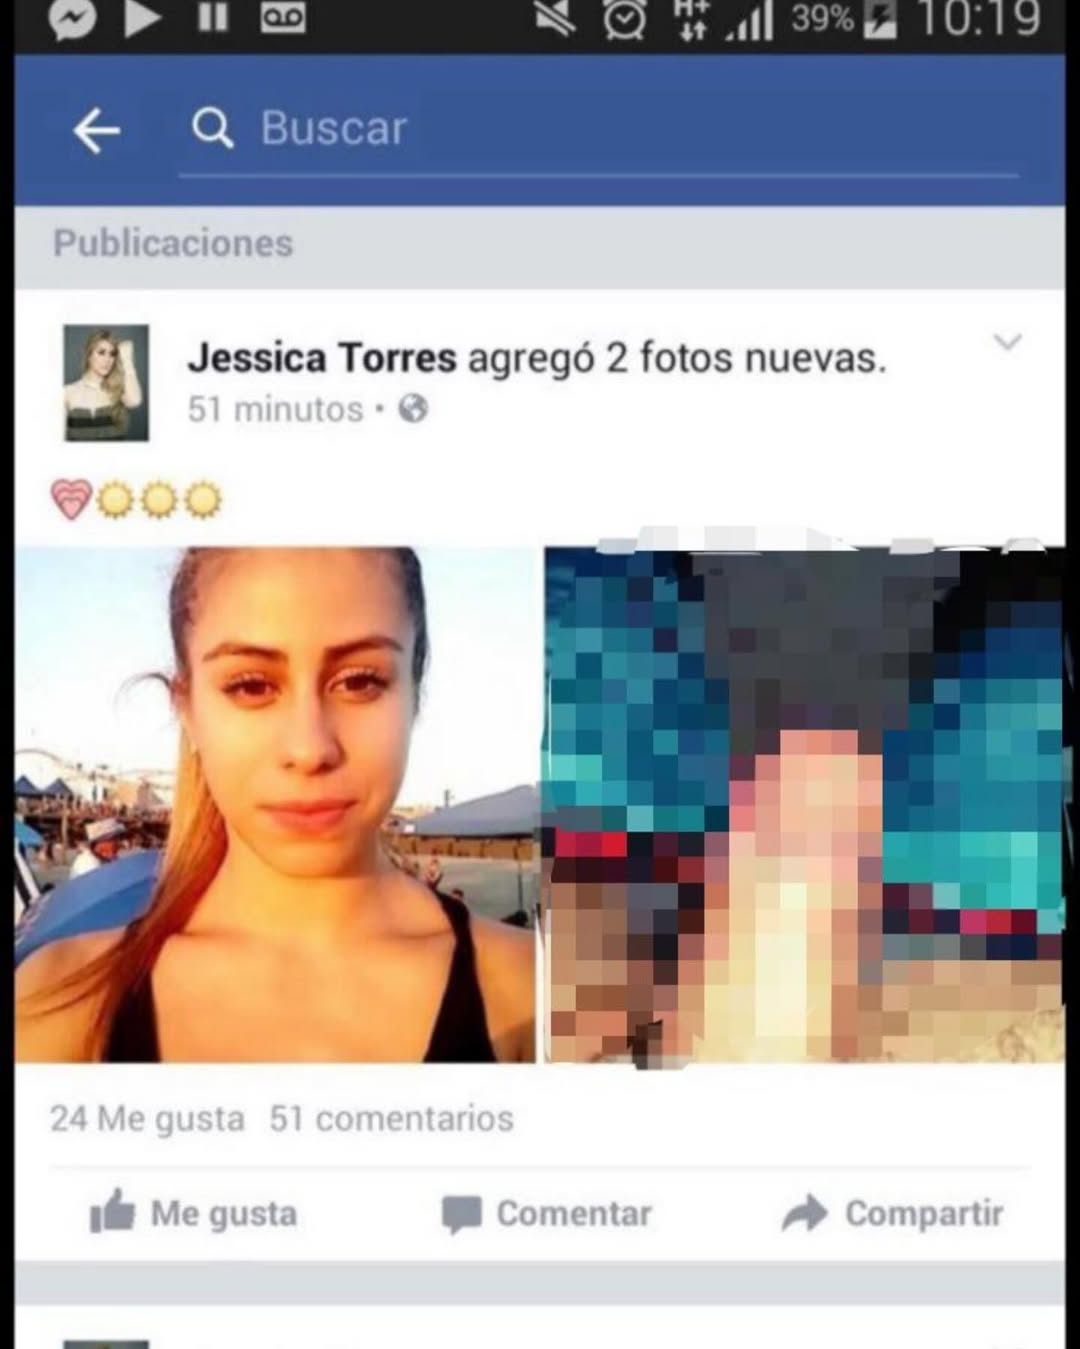 H+
39%
10:19
Buscar
Publicaciones
Jessica Torres agregó 2 fotos nuevas.
51 minutos
24 Me gusta 51 comentarios
Me gusta Comentar Compartir